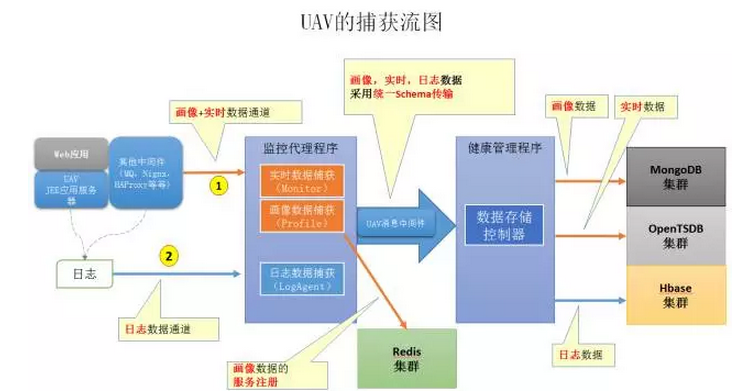 UAV的捕获流图
画像，实时，日志数据
采用统一Schema传输
画像+实时数据通道
画像数据
实时数据
Web应用
UAV
JEE应用服务
器
其他中间件
（MQ，Nignx，
HAProxy等等）
1
监控代理程序
实时数据捕获
（Monitor）
画像数据捕获
（Profile）
日志数据捕获
（LogAgent）
UAV消息中间件
健康管理程序
数据存储
控制器
MongoDB
集群
OpenTSDB
集群
Hbase
集群
日志
2
日志数据通道
画像数据的
服务注册
Redis
集群
日志数据